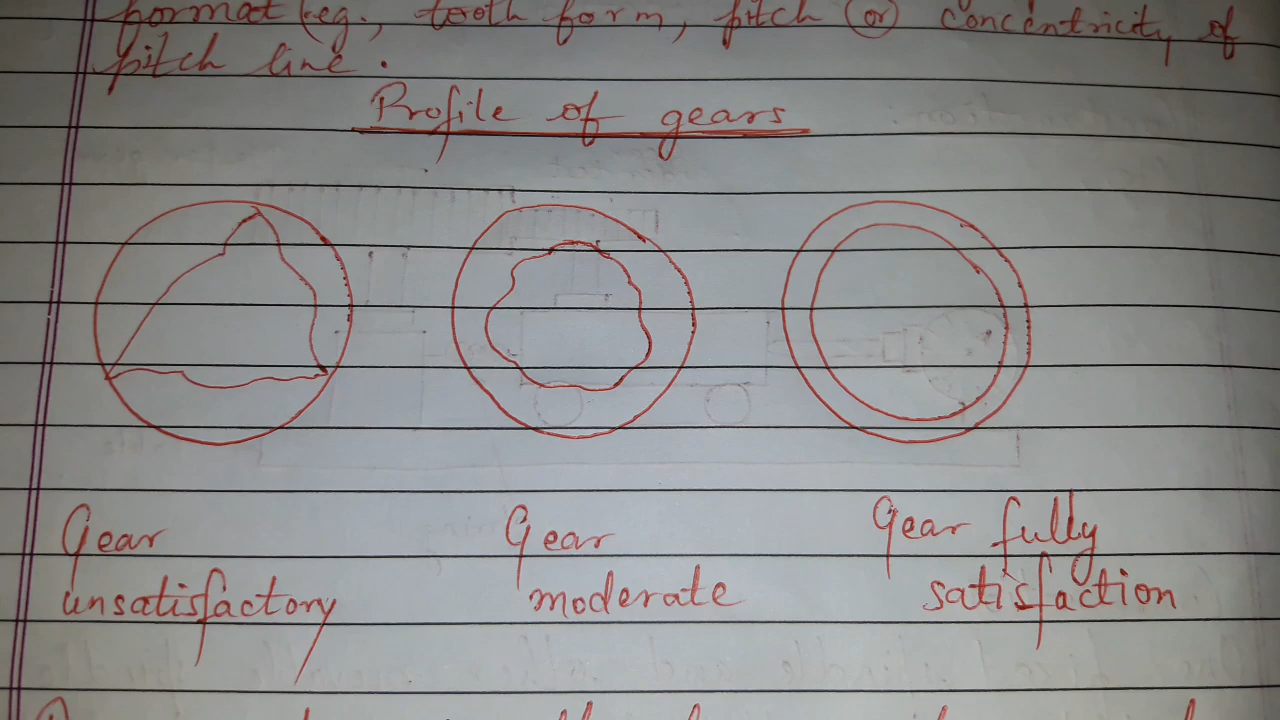 format (eg., tooth form, pitch (or) concentricity of
pitch line.
Profile of gears
Gear unsatisfactory
Gear moderate
Gear fully satisfaction